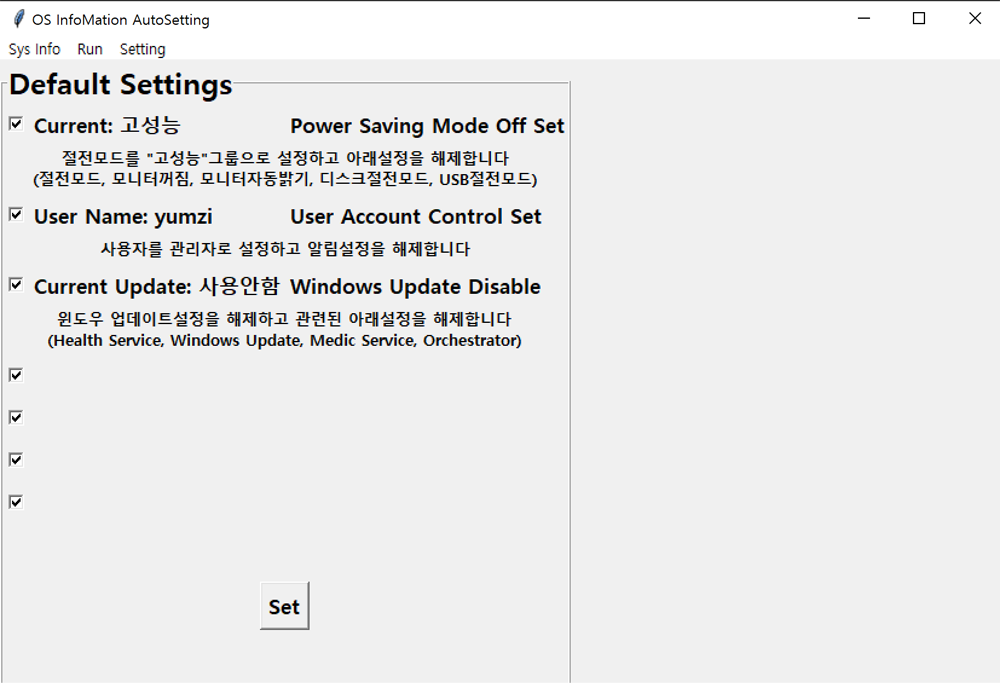 OS InfoMation AutoSetting
Sys Info Run Setting
Default Settings
Current: 고성능 Power Saving Mode Off Set
절전모드를 "고성능"그룹으로 설정하고 아래설정을 해제합니다
(절전모드, 모니터꺼짐, 모니터자동밝기, 디스크절전모드, USB절전모드)
User Name: yumzi User Account Control Set
사용자를 관리자로 설정하고 알림설정을 해제합니다
Current Update: 사용안함 Windows Update Disable
윈도우 업데이트설정을 해제하고 관련된 아래설정을 해제합니다
(Health Service, Windows Update, Medic Service, Orchestrator)
Set